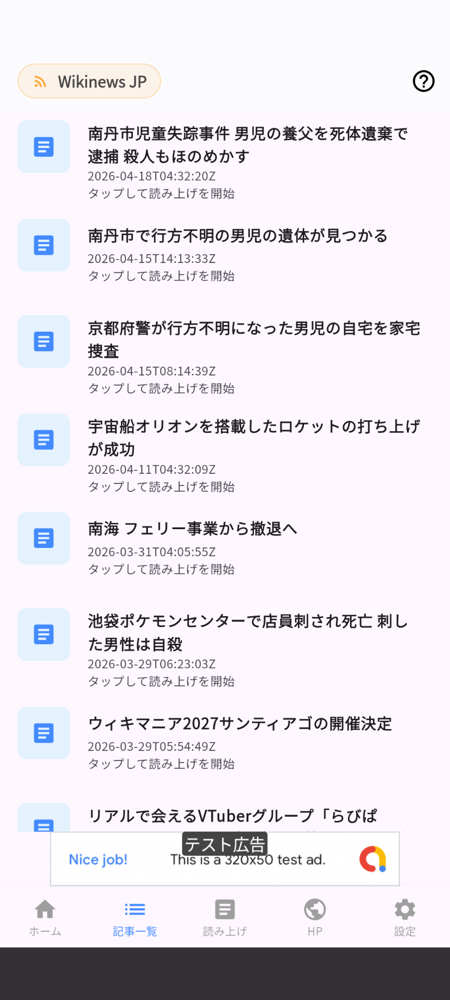 Wikinews JP
南丹市児童失踪事件 男児の養父を死体遺棄で
逮捕 殺人もほのめかす
2026-04-18T04:32:20Z
タップして読み上げを開始
南丹市で行方不明の男児の遺体が見つかる
2026-04-15T14:13:33Z
タップして読み上げを開始
京都府警が行方不明になった男児の自宅を家宅
捜査
2026-04-15T08:14:39Z
タップして読み上げを開始
宇宙船オリオンを搭載したロケットの打ち上げ
が成功
2026-04-11T04:32:09Z
タップして読み上げを開始
南海 フェリー事業から撤退へ
2026-03-31T04:05:55Z
タップして読み上げを開始
池袋ポケモンセンターで店員刺され死亡 刺し
た男性は自殺
2026-03-29T06:23:03Z
タップして読み上げを開始
ウィキマニア2027サンティアゴの開催決定
2026-03-29T05:54:49Z
タップして読み上げを開始
リアルで会えるVTuberグループ「らびぱ
テスト広告
Nice job! This is a 320x50 test ad.
ホーム 記事一覧 読み上げ HP 設定